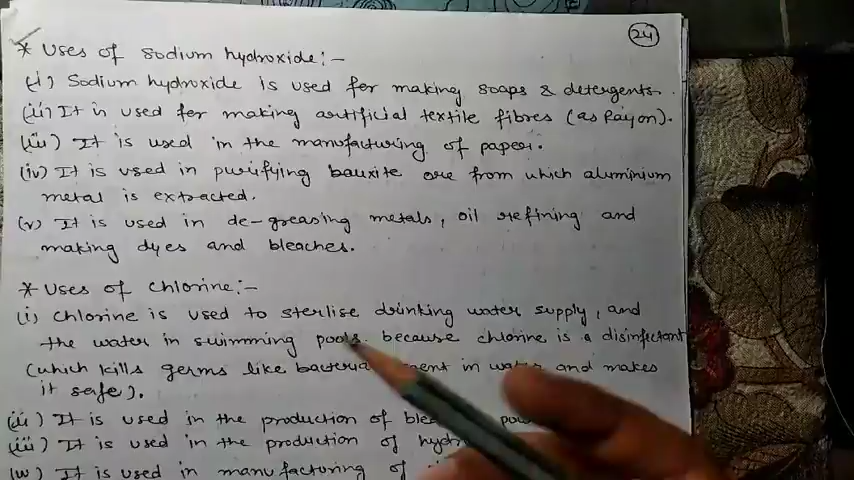 24
* Uses of Sodium hydroxide:-
(i) Sodium hydroxide is used for making soaps & detergents.
(ii) It is used for making artificial textile fibres (as Rayon).
(iii) It is used in the manufacturing of paper.
(iv) It is used in purifying bauxite ore from which aluminium
metal is extracted.
(v) It is used in de-greasing metals, oil refining and
making dyes and bleaches.
* Uses of Chlorine:-
(i) Chlorine is used to sterlise drinking water supply, and
the water in swimming pools. because chlorine is a disinfectant
(which kills germs like bacteria in water and makes
it safe).
(ii) It is used in the production of
(iii) It is used in the production of
(iv) It is used in manufacturing of